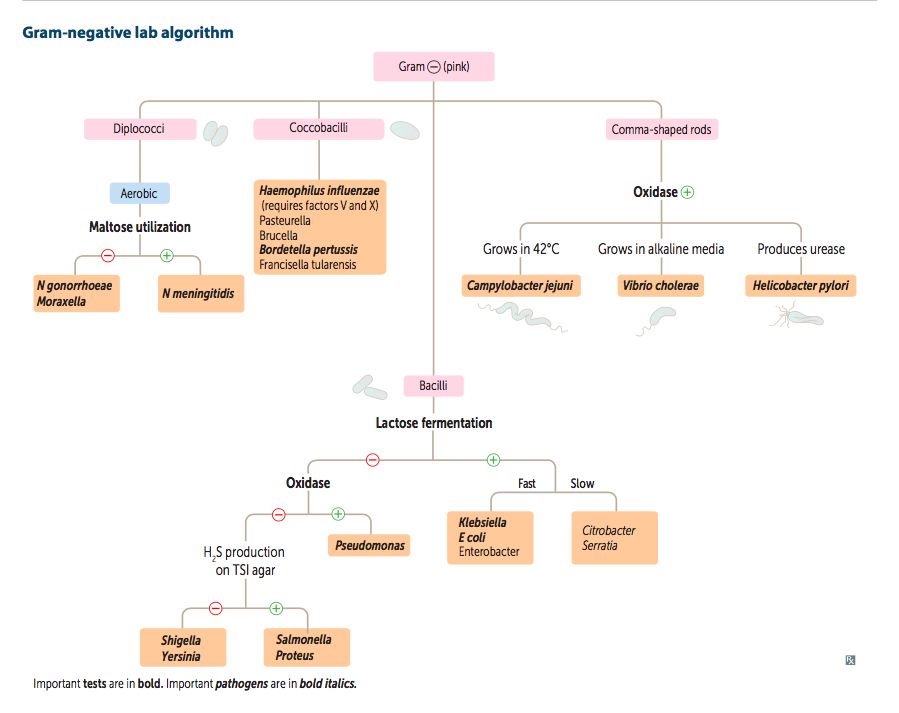 Gram-negative lab algorithm
Gram ⊖ (pink)
Diplococci
Coccobacilli
Comma-shaped rods
Aerobic
Maltose utilization
⊖
⊕
N gonorrhoeae
Moraxella
N meningitidis
Haemophilus influenzae
(requires factors V and X)
Pasteurella
Brucella
Bordetella pertussis
Francisella tularensis
Oxidase ⊕
Grows in 42°C
Grows in alkaline media
Produces urease
Campylobacter jejuni
Vibrio cholerae
Helicobacter pylori
Bacilli
Lactose fermentation
⊖
⊕
Oxidase
Fast
Slow
⊖
⊕
Klebsiella
E coli
Enterobacter
Citrobacter
Serratia
Pseudomonas
H₂S production
on TSI agar
⊖
⊕
Shigella
Yersinia
Salmonella
Proteus
Important tests are in bold. Important pathogens are in bold italics.
℞